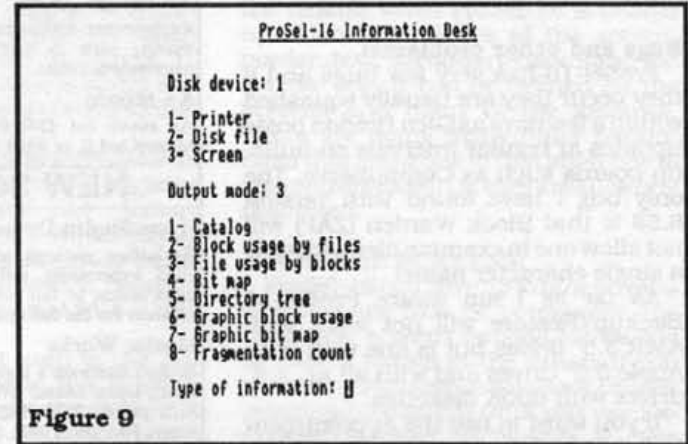 ProSel-16 Information Desk
Disk device: 1
1- Printer
2- Disk file
3- Screen
Output mode: 3
1- Catalog
2- Block usage by files
3- File usage by blocks
4- Bit map
5- Directory tree
6- Graphic block usage
7- Graphic bit map
8- Fragmentation count
Type of information:
Figure 9